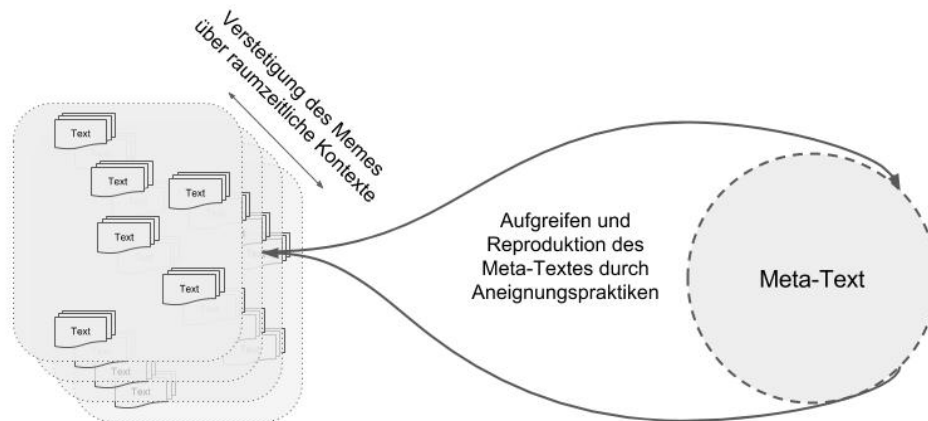 Verstetigung des Memes
über raumzeitliche Kontexte
Text
Text
Text
Text
Text
Text
Text
Text
Aufgreifen und
Reproduktion des
Meta-Textes durch
Aneignungspraktiken
Meta-Text